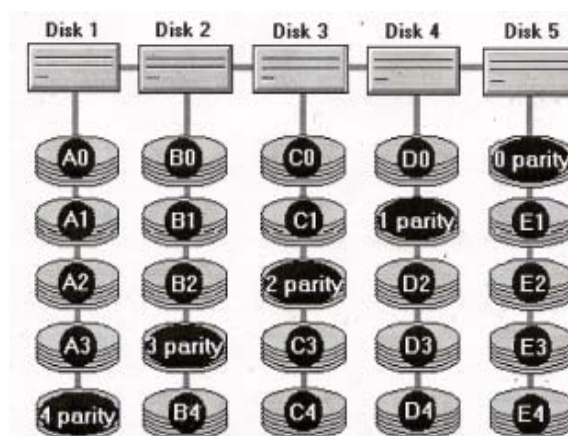 Disk 1 Disk 2 Disk 3 Disk 4 Disk 5
A0 B0 C0 D0 0 parity
A1 B1 C1 1 parity E1
A2 B2 2 parity D2 E2
A3 3 parity C3 D3 E3
4 parity B4 C4 D4 E4